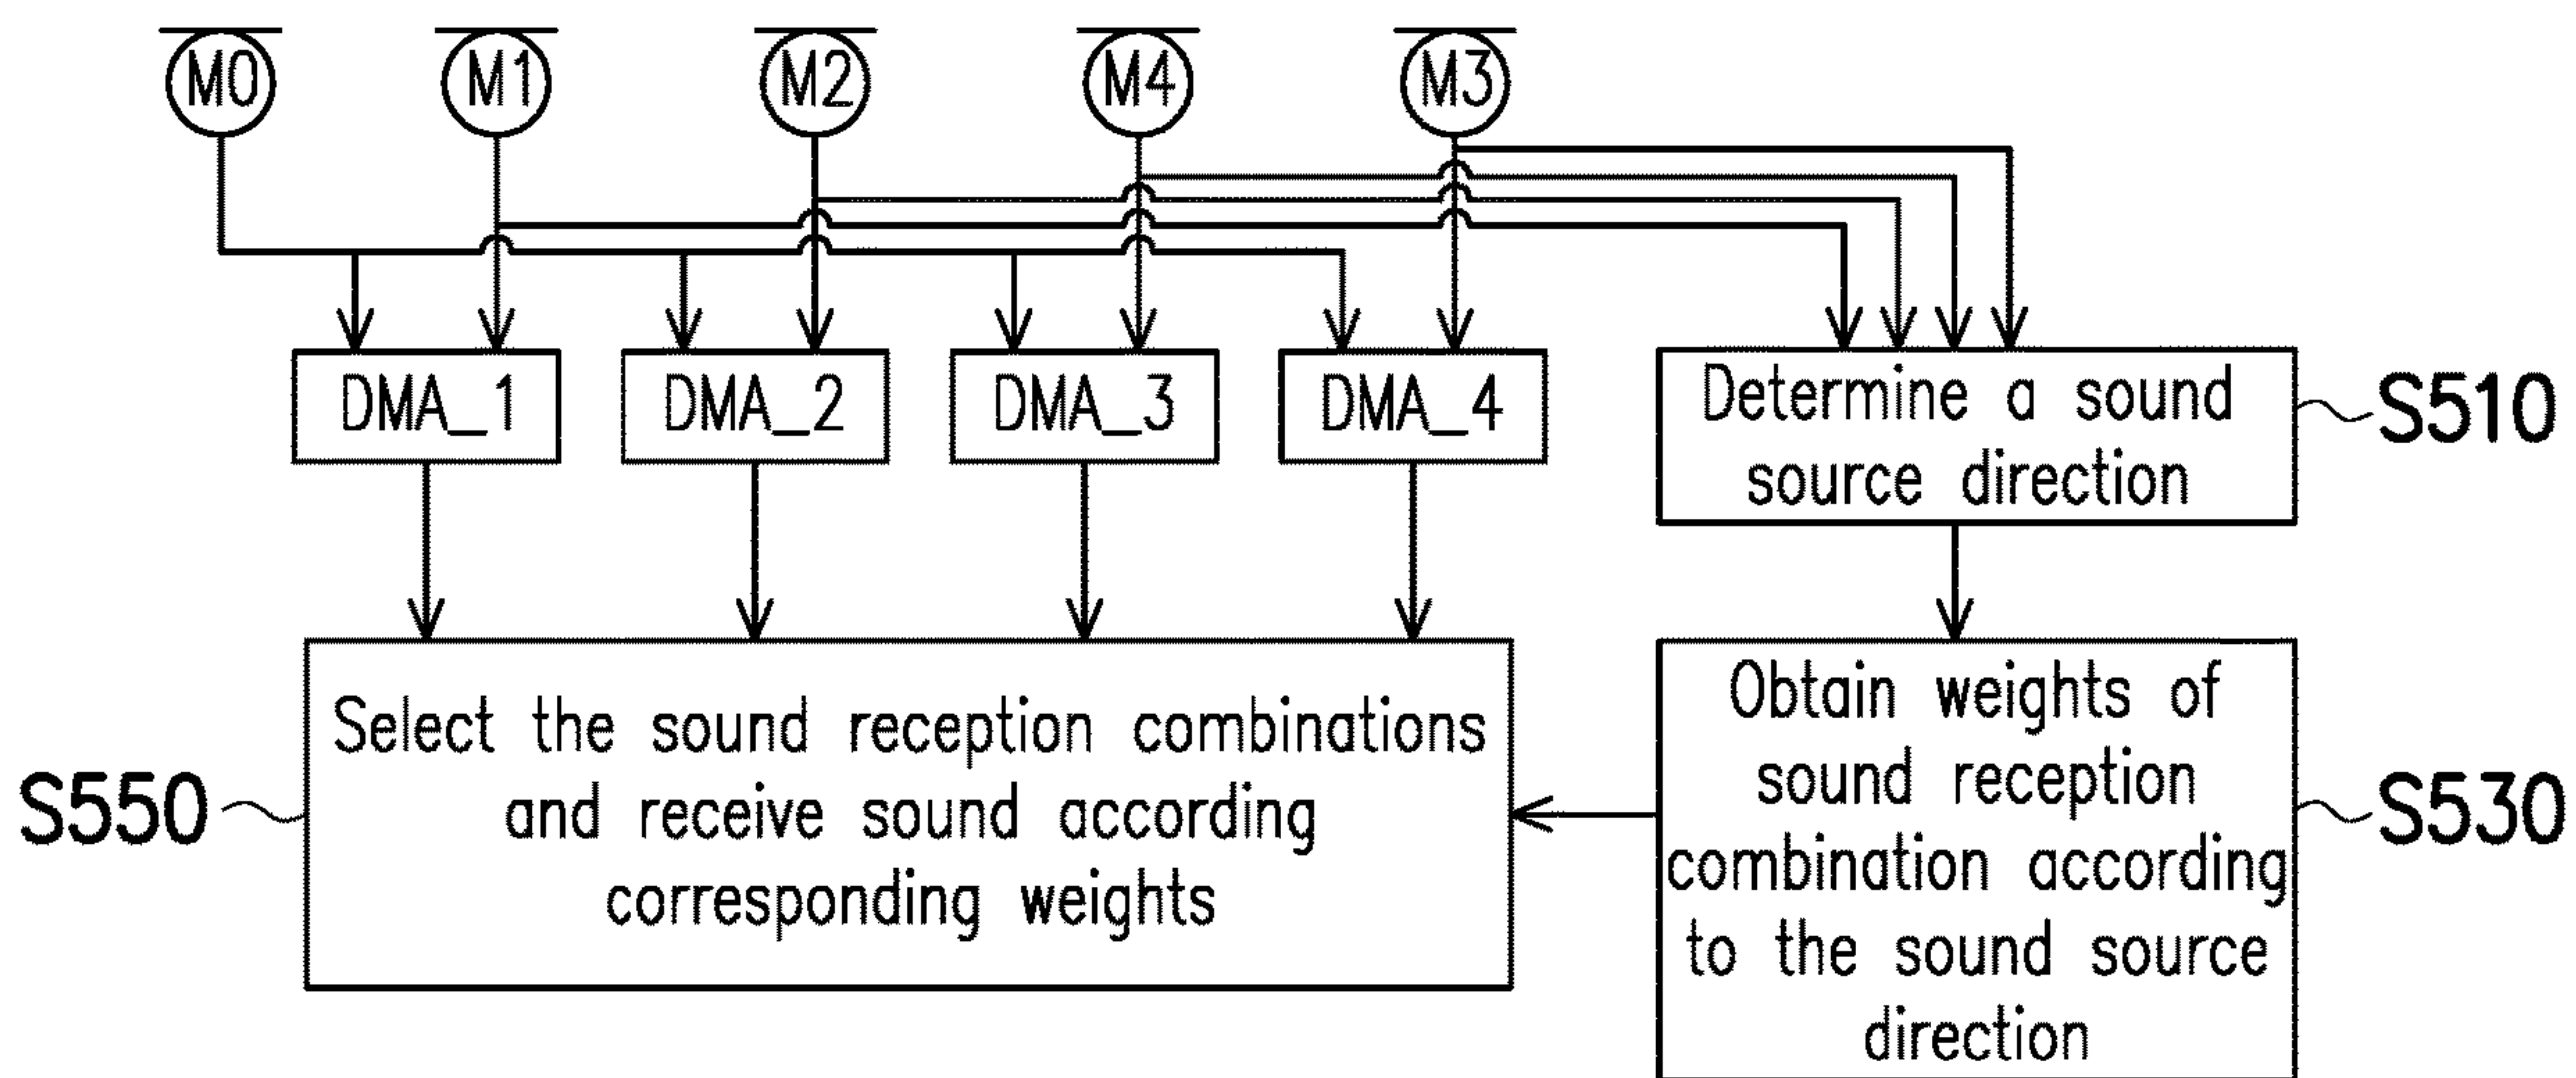 M0
M1
M2
M4
M3
DMA_1
DMA_2
DMA_3
DMA_4
Determine a sound
source direction
S510
Select the sound reception combinations
and receive sound according
corresponding weights
S550
Obtain weights of
sound reception
combination according
to the sound source
direction
S530